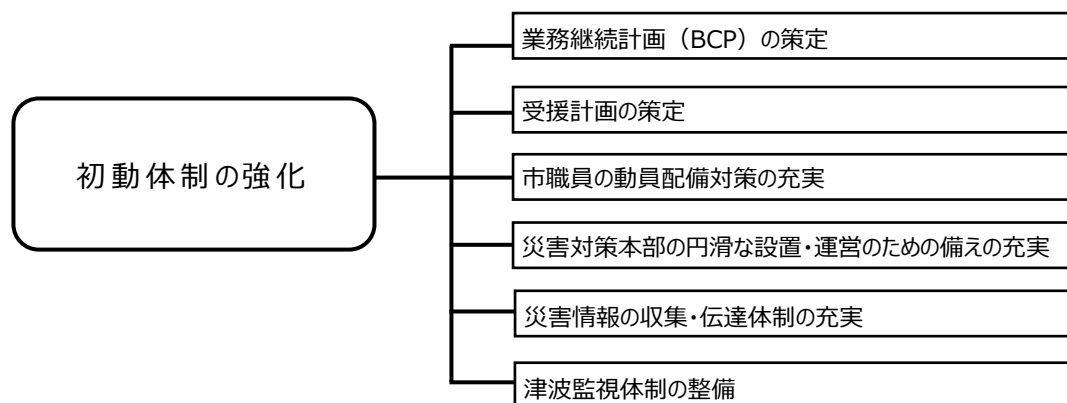 初動体制の強化
業務継続計画（BCP）の策定
受援計画の策定
市職員の動員配備対策の充実
災害対策本部の円滑な設置・運営のための備えの充実
災害情報の収集・伝達体制の充実
津波監視体制の整備